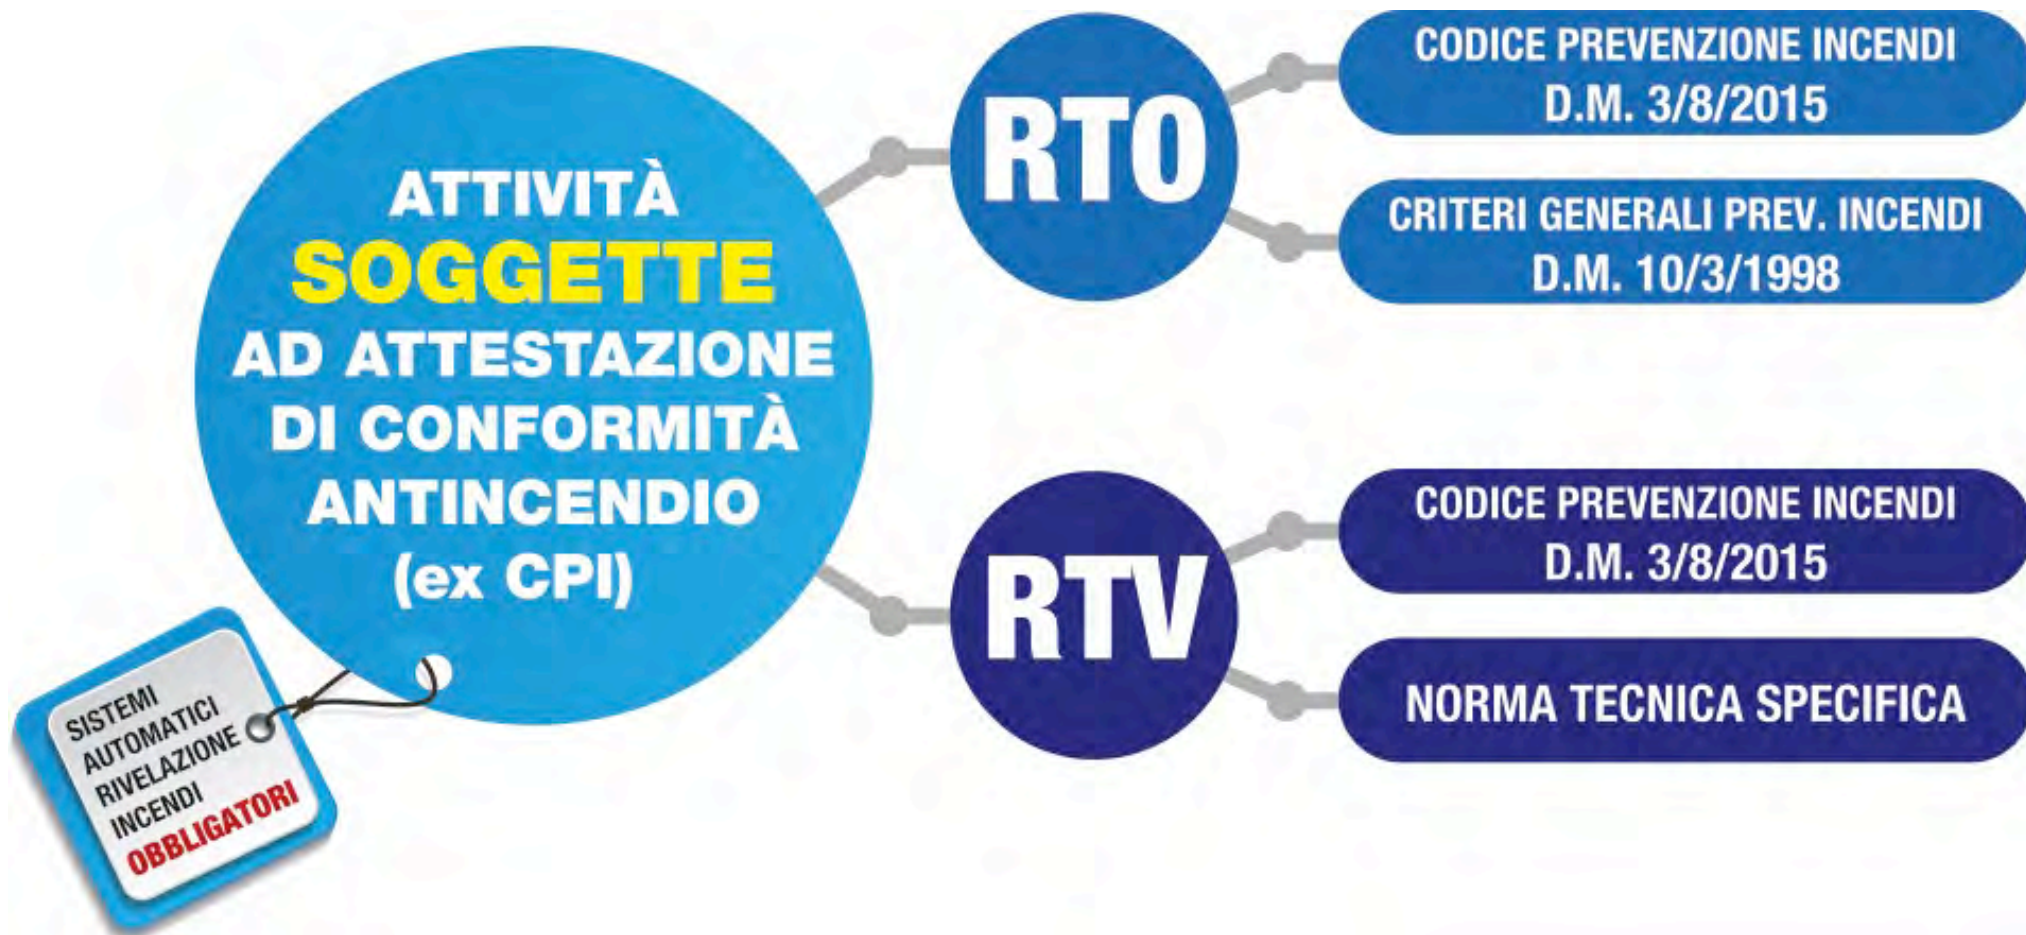 ATTIVITÀ
SOGGETTE
AD ATTESTAZIONE
DI CONFORMITÀ
ANTINCENDIO
(ex CPI)
SISTEMI
AUTOMATICI
RIVELAZIONE
INCENDI
OBBLIGATORI
RTO
CODICE PREVENZIONE INCENDI
D.M. 3/8/2015
CRITERI GENERALI PREV. INCENDI
D.M. 10/3/1998
RTV
CODICE PREVENZIONE INCENDI
D.M. 3/8/2015
NORMA TECNICA SPECIFICA